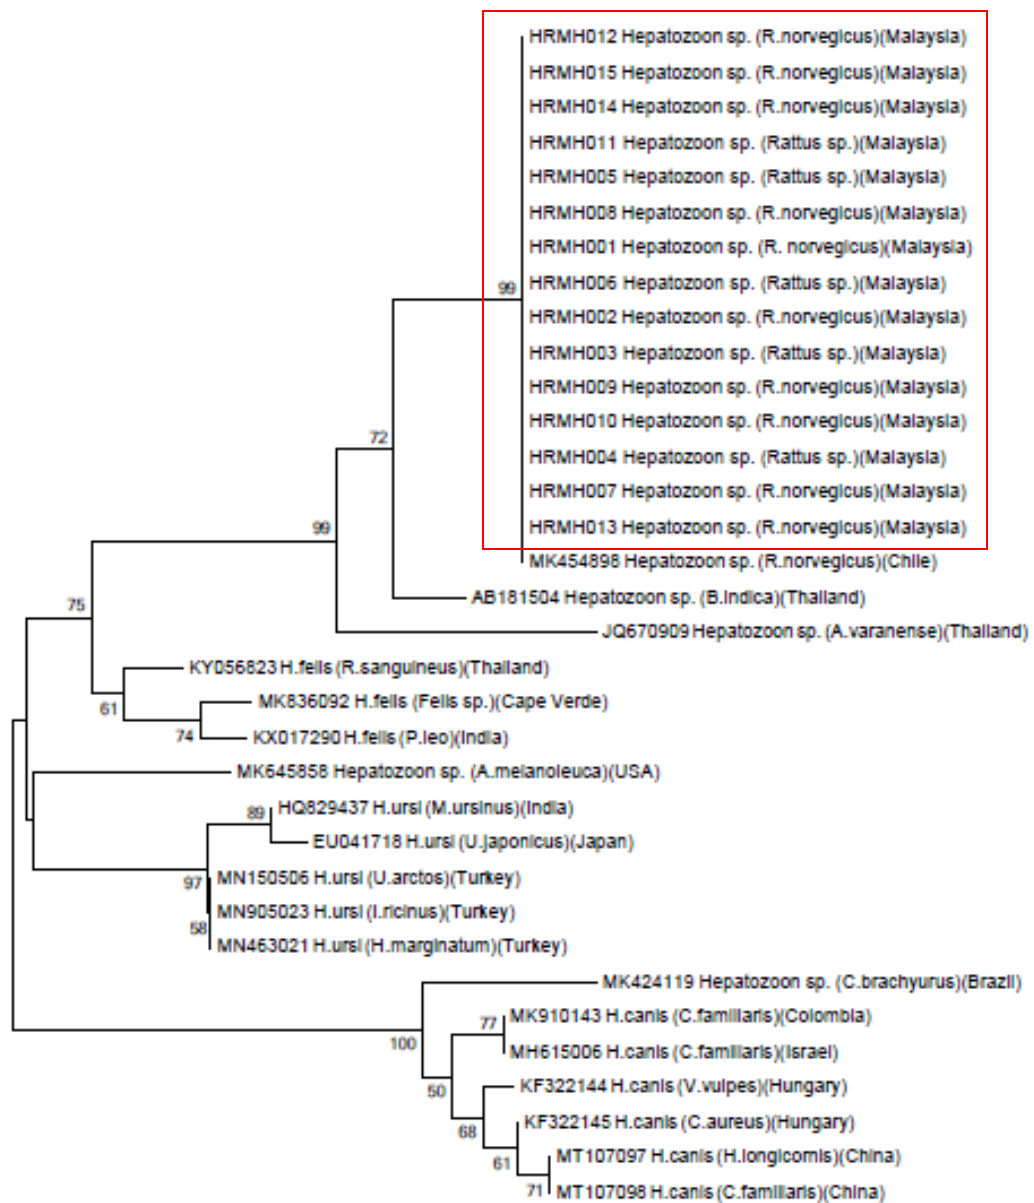 HRMH012 Hepatozoon sp. (R.norvegicus)(Malaysia)
HRMH015 Hepatozoon sp. (R.norvegicus)(Malaysia)
HRMH014 Hepatozoon sp. (R.norvegicus)(Malaysia)
HRMH011 Hepatozoon sp. (Rattus sp.)(Malaysia)
HRMH005 Hepatozoon sp. (Rattus sp.)(Malaysia)
HRMH008 Hepatozoon sp. (R.norvegicus)(Malaysia)
HRMH001 Hepatozoon sp. (R. norvegicus)(Malaysia)
HRMH006 Hepatozoon sp. (Rattus sp.)(Malaysia)
99
HRMH002 Hepatozoon sp. (R.norvegicus)(Malaysia)
HRMH003 Hepatozoon sp. (Rattus sp.)(Malaysia)
HRMH009 Hepatozoon sp. (R.norvegicus)(Malaysia)
HRMH010 Hepatozoon sp. (R.norvegicus)(Malaysia)
72
HRMH004 Hepatozoon sp. (Rattus sp.)(Malaysia)
HRMH007 Hepatozoon sp. (R.norvegicus)(Malaysia)
HRMH013 Hepatozoon sp. (R.norvegicus)(Malaysia)
99
MK454898 Hepatozoon sp. (R.norvegicus)(Chile)
AB181504 Hepatozoon sp. (B.indica)(Thailand)
75
JQ670909 Hepatozoon sp. (A.varanense)(Thailand)
KY056823 H.felis (R.sanguineus)(Thailand)
MK836092 H.felis (Felis sp.)(Cape Verde)
61
74
KX017290 H.felis (P.leo)(India)
MK645858 Hepatozoon sp. (A.melanoleuca)(USA)
HQ829437 H.ursi (M.ursinus)(India)
89
EU041718 H.ursi (U.japonicus)(Japan)
MN150506 H.ursi (U.arctos)(Turkey)
97
MN905023 H.ursi (I.ricinus)(Turkey)
58
MN463021 H.ursi (H.marginatum)(Turkey)
MK424119 Hepatozoon sp. (C.brachyurus)(Brazil)
MK910143 H.canis (C.familiaris)(Colombia)
77
100
MH615006 H.canis (C.familiaris)(Israel)
KF322144 H.canis (V.vulpes)(Hungary)
50
KF322145 H.canis (C.aureus)(Hungary)
68
MT107097 H.canis (H.longicornis)(China)
61
71
MT107098 H.canis (C.familiaris)(China)